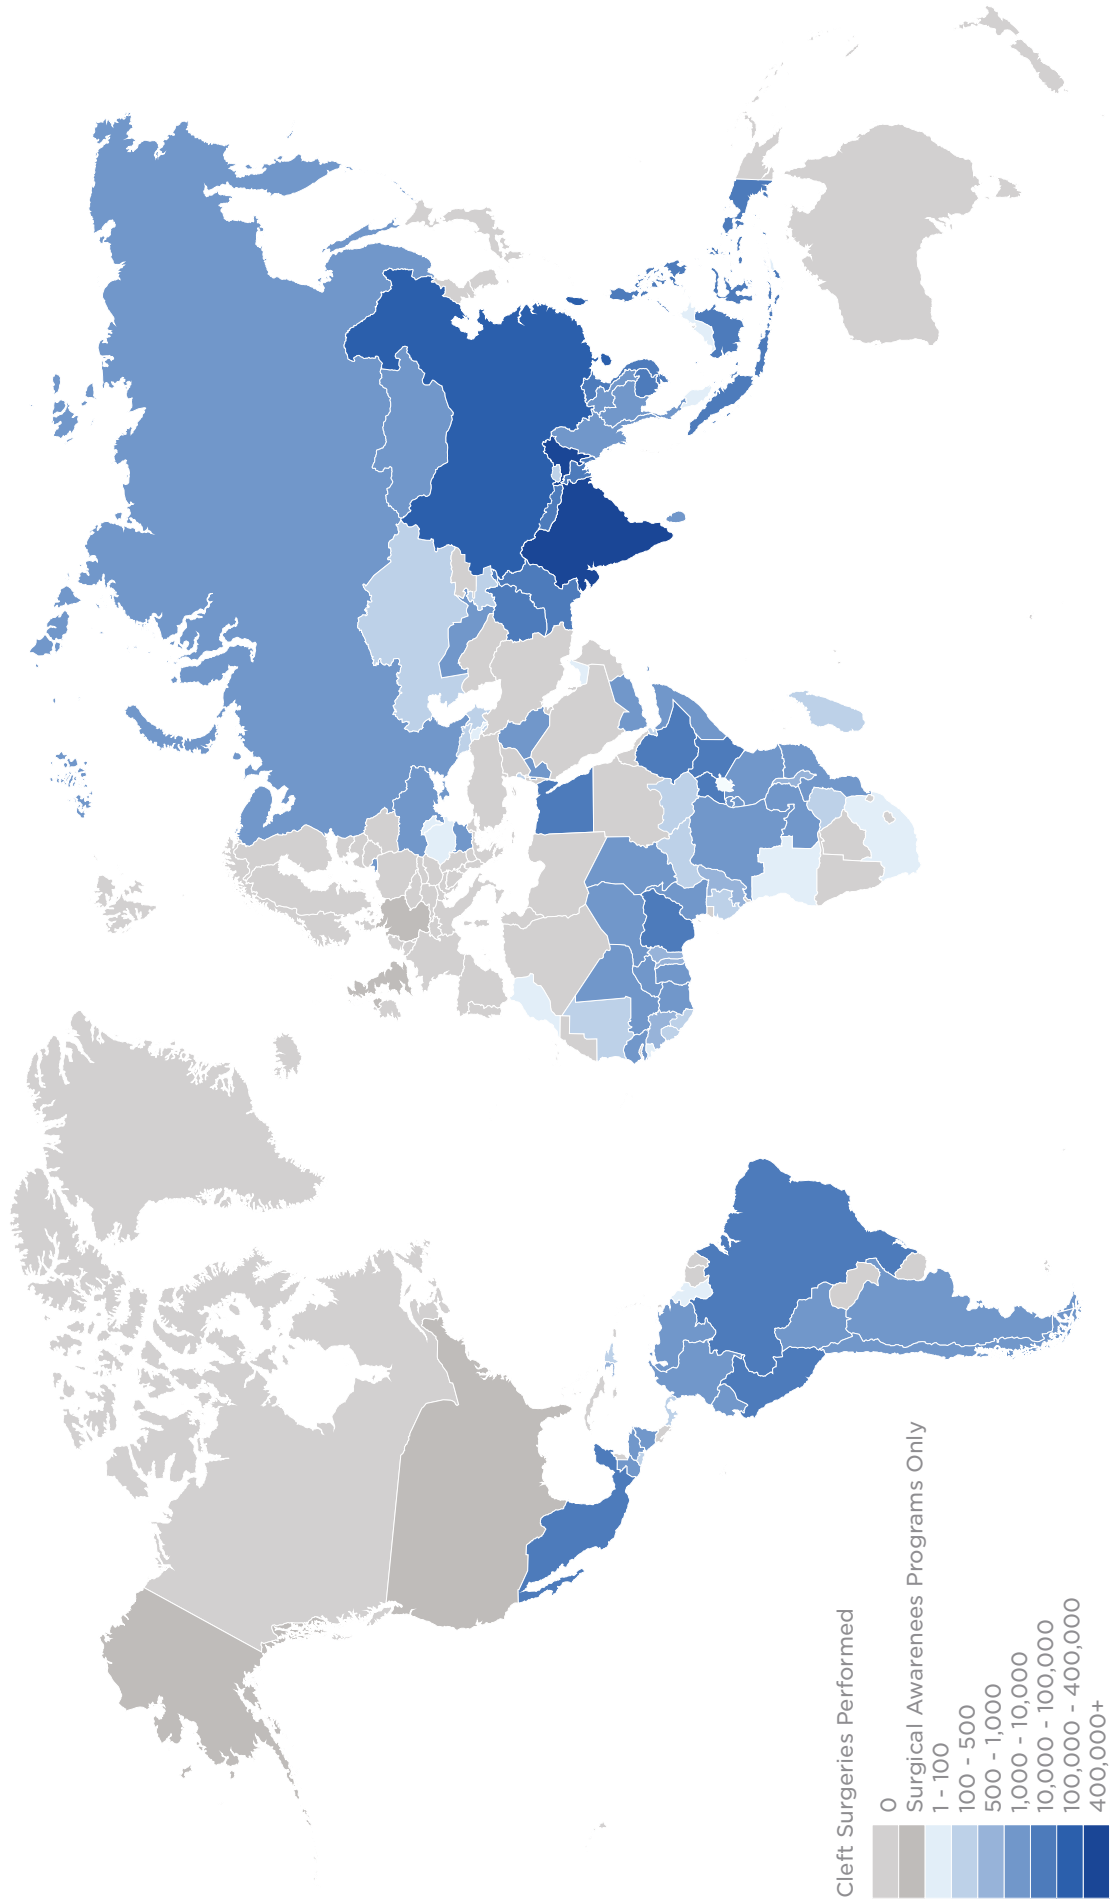 Cleft Surgeries Performed
0
Surgical Awarenees Programs Only
1 - 100
100 - 500
500 - 1,000
1,000 - 10,000
10,000 - 100,000
100,000 - 400,000
400,000+